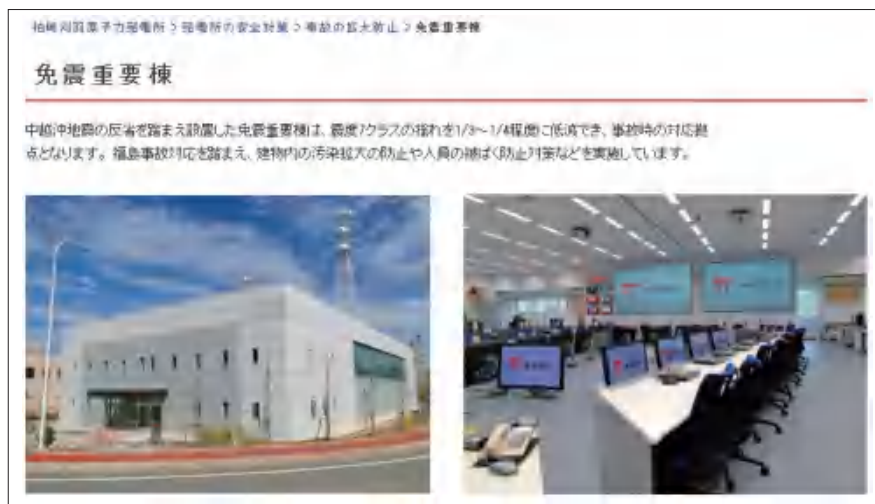 柏崎刈羽原子力発電所 > 発電所の安全対策 > 事故の拡大防止 > 免震重要棟
免震重要棟
中越沖地震の反省を踏まえ設置した免震重要棟は、震度7クラスの揺れを1/3~1/4程度に低減でき、事故時の対応拠
点となります。福島事故対応を踏まえ、建物内の汚染拡大の防止や人員の被ばく防止対策などを実施しています。